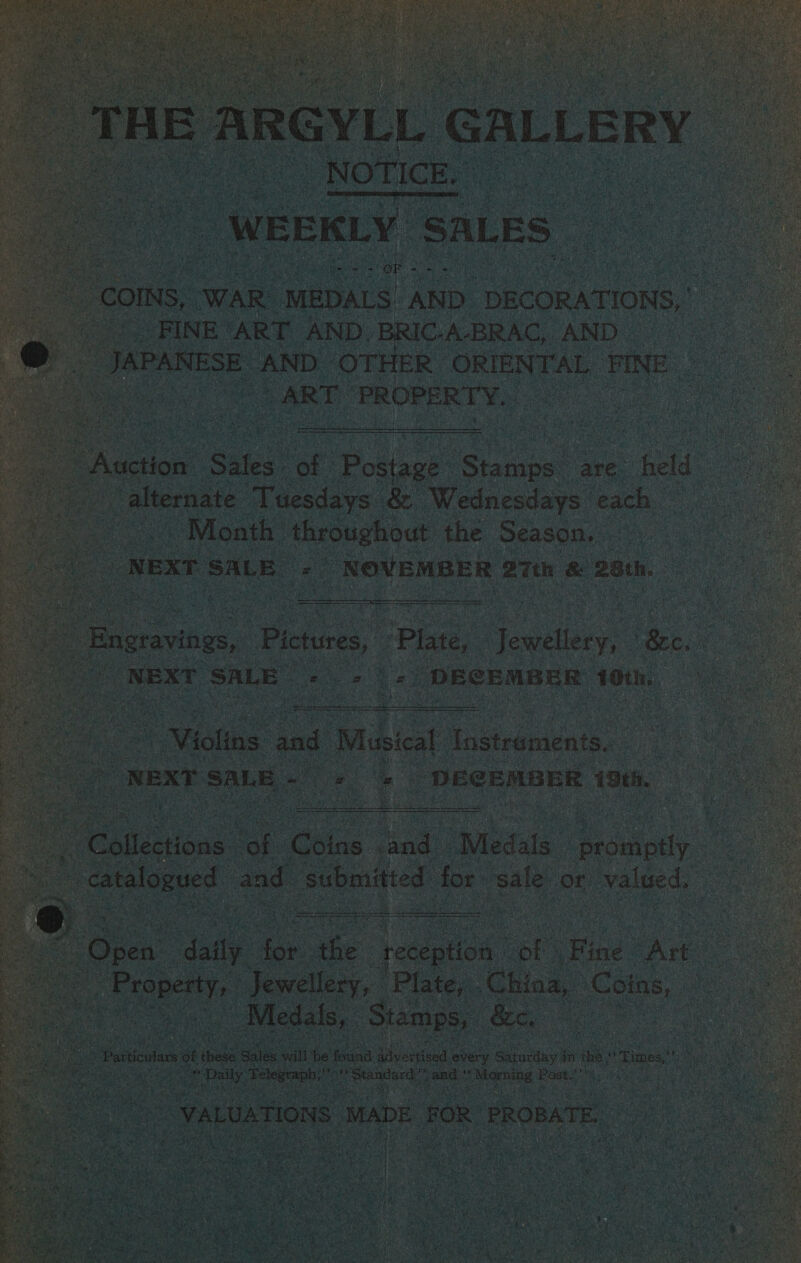 THE ARGYLL GALLERY
NOTICE.
WEEKLY SALES
- - - OF - - -
COINS, WAR MEDALS AND DECORATIONS,
FINE ART AND BRIC-A-BRAC, AND
JAPANESE AND OTHER ORIENTAL FINE
ART PROPERTY.
Auction Sales of Postage Stamps are held
alternate Tuesdays & Wednesdays each
Month throughout the Season.
NEXT SALE - NOVEMBER 27th & 28th.
Engravings, Pictures, Plate, Jewellery, &c.
NEXT SALE - - - DECEMBER 10th.
Violins and Musical Instruments.
NEXT SALE - - - DECEMBER 19th.
Collections of Coins and Medals promptly
catalogued and submitted for sale or valued.
Open daily for the reception of Fine Art
Property, Jewellery, Plate, China, Coins,
Medals, Stamps, &c.
Particulars of these Sales will be found advertised every Saturday in the "Times,"
"Daily Telegraph," "Standard" and "Morning Post."
VALUATIONS MADE FOR PROBATE.